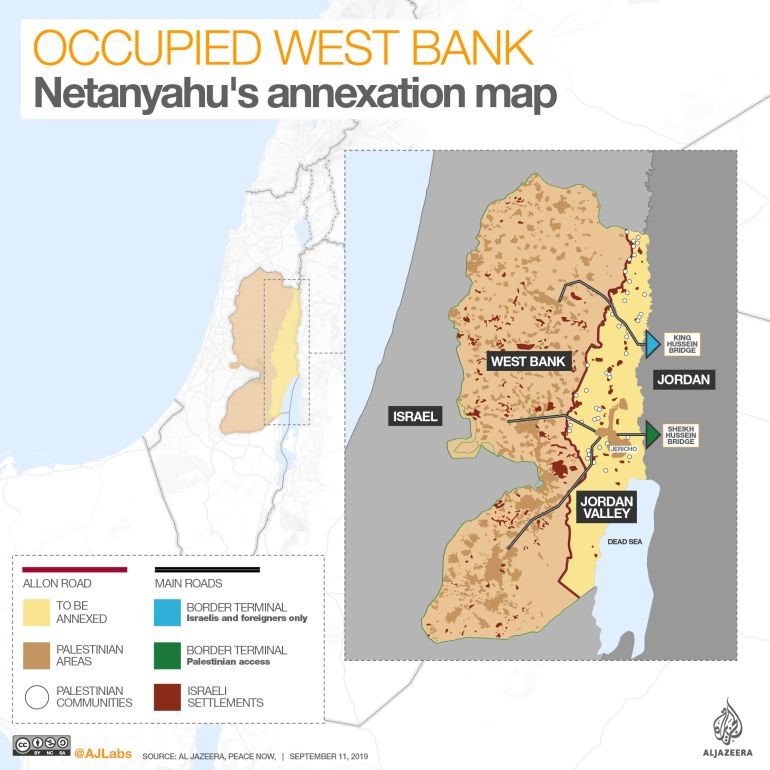 OCCUPIED WEST BANK
Netanyahu's annexation map
WEST BANK
ISRAEL
KING
HUSSEIN
BRIDGE
JORDAN
SHEIKH
HUSSEIN
BRIDGE
JERICHO
JORDAN
VALLEY
DEAD SEA
ALLON ROAD
MAIN ROADS
TO BE
ANNEXED
BORDER TERMINAL
Israelis and foreigners only
PALESTINIAN
AREAS
BORDER TERMINAL
Palestinian access
PALESTINIAN
COMMUNITIES
ISRAELI
SETTLEMENTS
cc
BY NC SA
@AJLabs
SOURCE: AL JAZEERA, PEACE NOW, | SEPTEMBER 11, 2019
ALJAZEERA